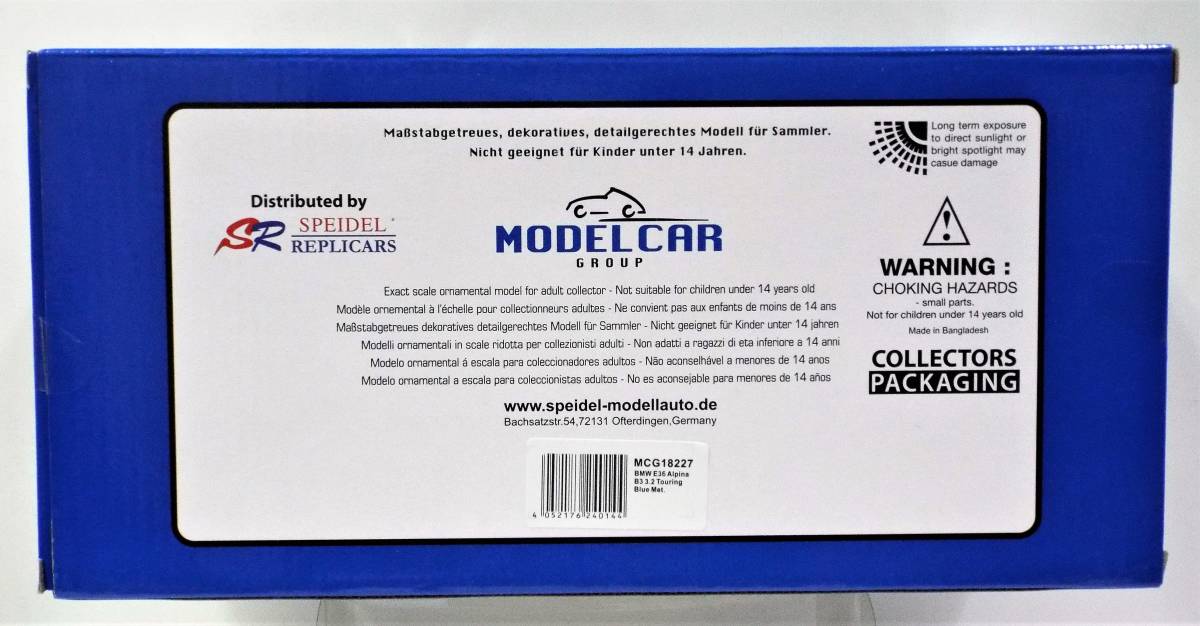 Maßstabgetreues, dekoratives, detailgerechtes Modell für Sammler.
Nicht geeignet für Kinder unter 14 Jahren.
Long term exposure
to direct sunlight or
bright spotlight may
casue damage
Distributed by
SR SPEIDEL
REPLICARS
MODELCAR
GROUP
WARNING :
CHOKING HAZARDS
- small parts.
Not for children under 14 years old
Made in Bangladesh
COLLECTORS
PACKAGING
Exact scale ornamental model for adult collector - Not suitable for children under 14 years old
Modèle ornemental à l'échelle pour collectionneurs adultes - Ne convient pas aux enfants de moins de 14 ans
Maßstabgetreues dekoratives detailgerechtes Modell für Sammler - Nicht geeignet für Kinder unter 14 jahren
Modelli ornamentali in scale ridotta per collezionisti adulti - Non adatti a ragazzi di eta inferiore a 14 anni
Modelo ornamental á escala para coleccionadores adultos - Não aconselhável a menores de 14 anos
Modelo ornamental a escala para coleccionistas adultos - No es aconsejable para menores de 14 años
www.speidel-modellauto.de
Bachsatzstr.54,72131 Ofterdingen,Germany
MCG18227
BMW E36 Alpina
B3 3.2 Touring
Blue Met.
4 052176 240144